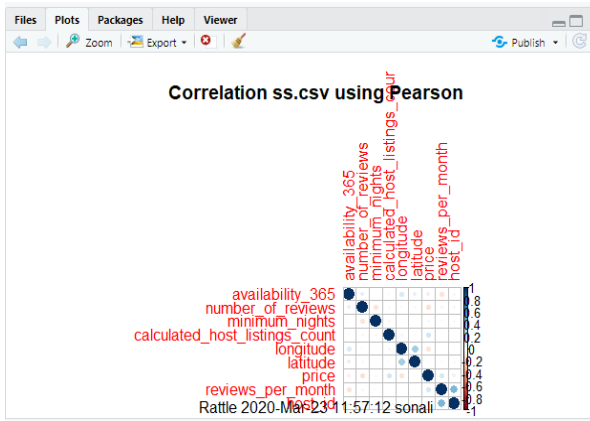 Files Plots Packages Help Viewer
Zoom Export Publish
Correlation ss.csv using Pearson
availability_365
number_of_reviews
minimum_nights
calculated_host_listings_cour
longitude
latitude
price
reviews_per_month
host_id
availability_365
number_of_reviews
minimum_nights
calculated_host_listings_count
longitude
latitude
price
reviews_per_month
host_id
1
0.8
0.6
0.4
0.2
0
-0.2
-0.4
-0.6
-0.8
-1
Rattle 2020-Mar-23 11:57:12 sonali